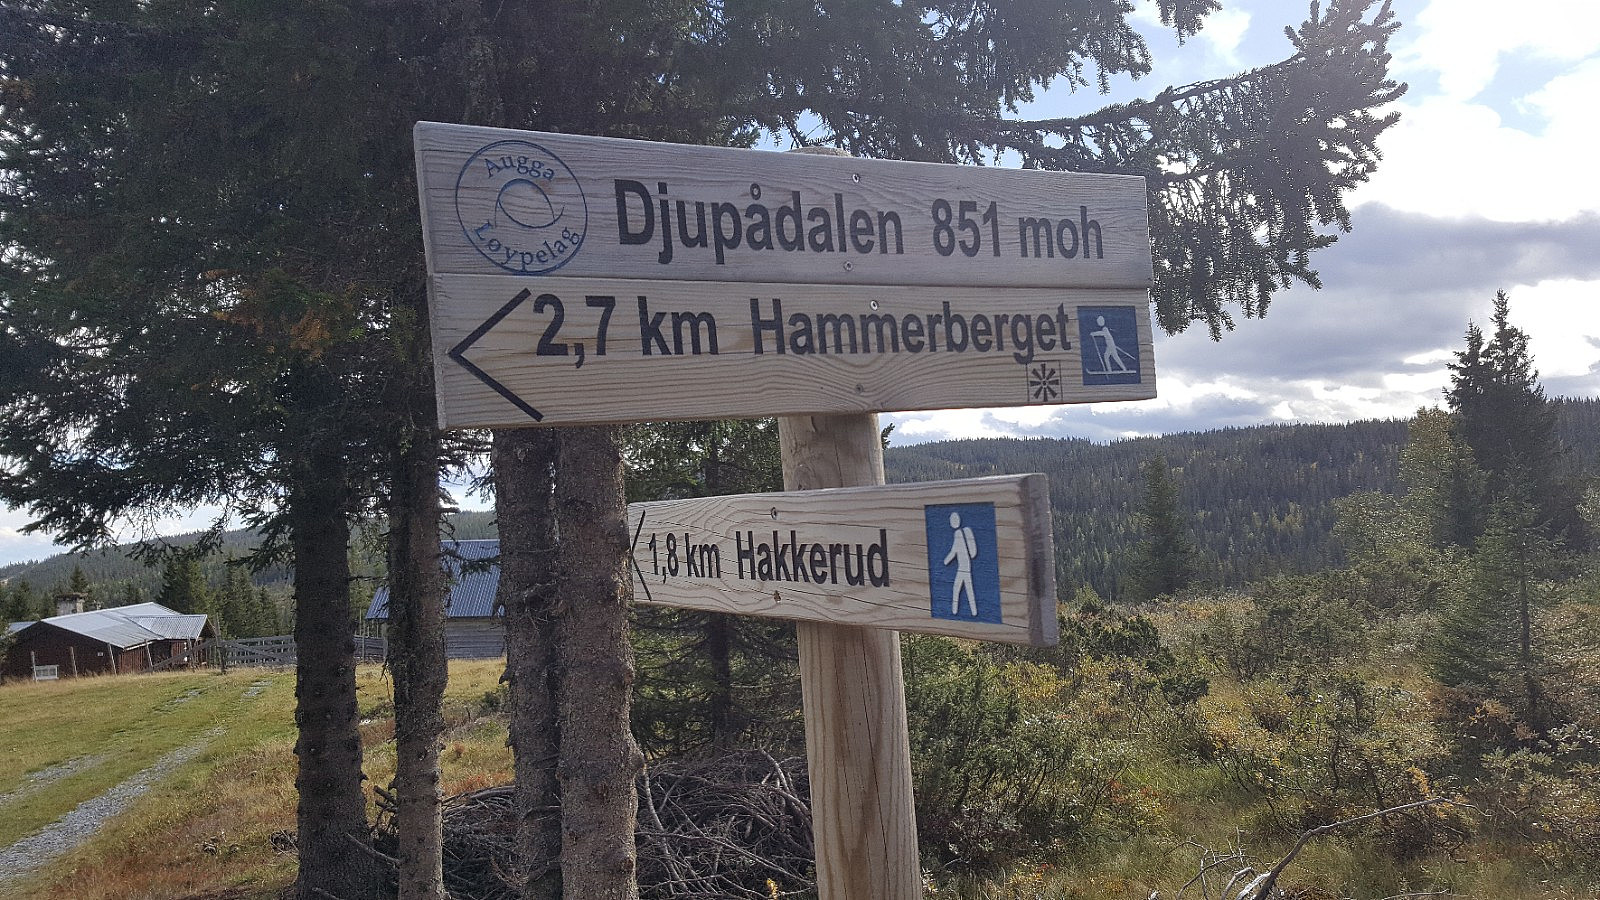 Augga
Løypelag
Djupådalen 851 moh
2,7 km Hammerberget
1,8 km Hakkerud